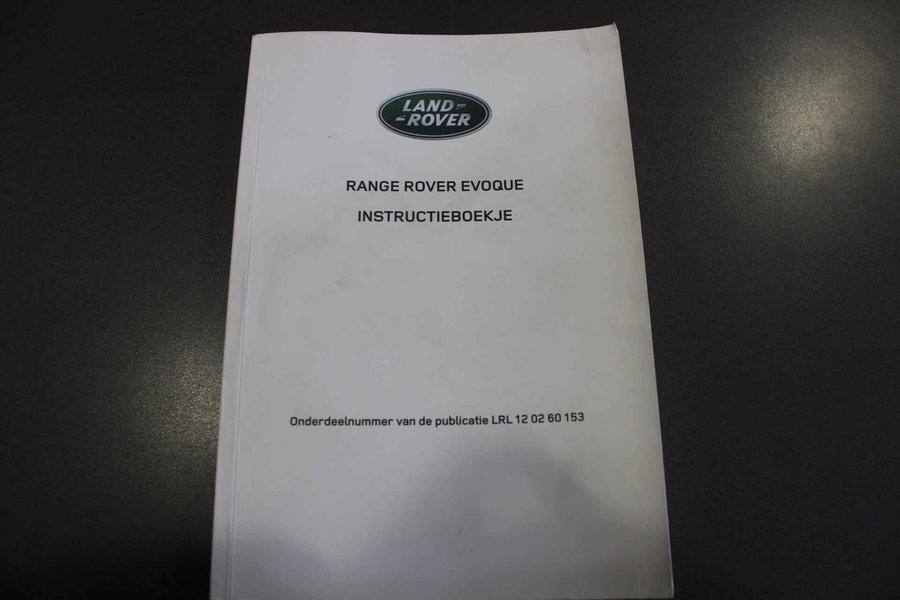 LAND
ROVER
RANGE ROVER EVOQUE
INSTRUCTIEBOEKJE
Onderdeelnummer van de publicatie LRL 12 02 60 153